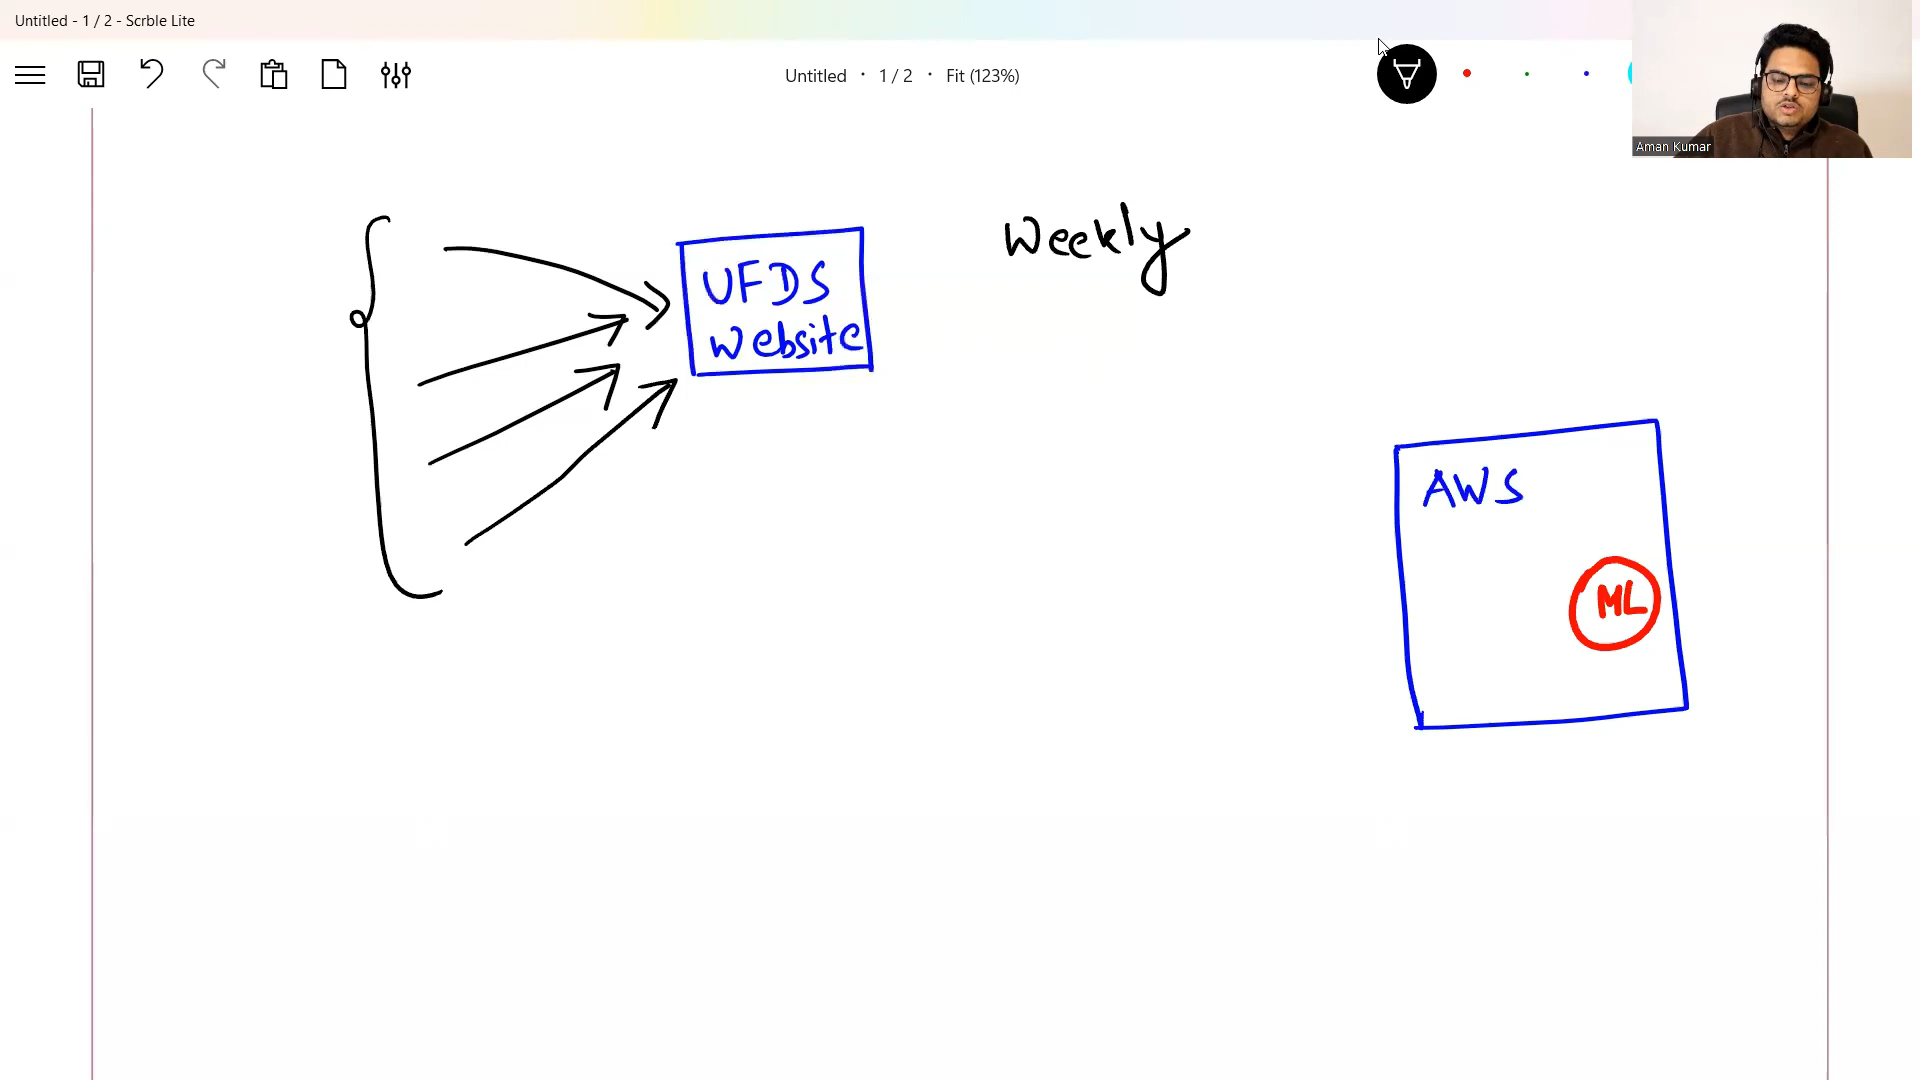 Untitled - 1 / 2 - Scrble Lite
Untitled · 1 / 2 · Fit (123%)
Aman Kumar
Weekly
UFDS
Website
AWS
ML